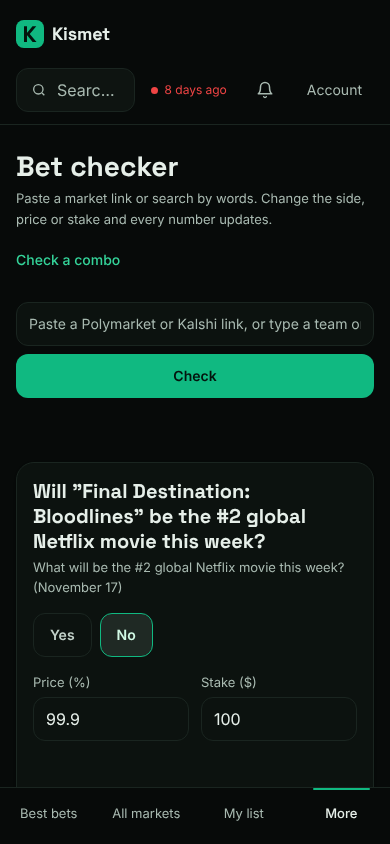 K Kismet
Searc...
8 days ago
Account
Bet checker
Paste a market link or search by words. Change the side,
price or stake and every number updates.
Check a combo
Paste a Polymarket or Kalshi link, or type a team o
Check
Will "Final Destination:
Bloodlines" be the #2 global
Netflix movie this week?
What will be the #2 global Netflix movie this week?
(November 17)
Yes
No
Price (%)
Stake ($)
99.9
100
Best bets
All markets
My list
More